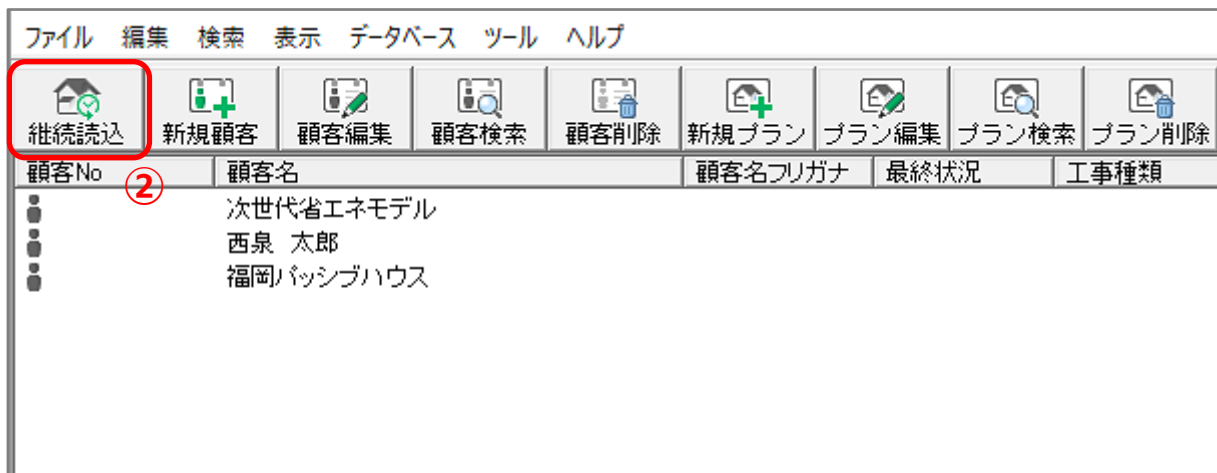 ファイル 編集 検索 表示 データベース ツール ヘルプ
継続読込 新規顧客 顧客編集 顧客検索 顧客削除 新規プラン プラン編集 プラン検索 プラン削除
顧客No 顧客名 顧客名フリガナ 最終状況 工事種類
②
次世代省エネモデル
西泉 太郎
福岡パッシブハウス